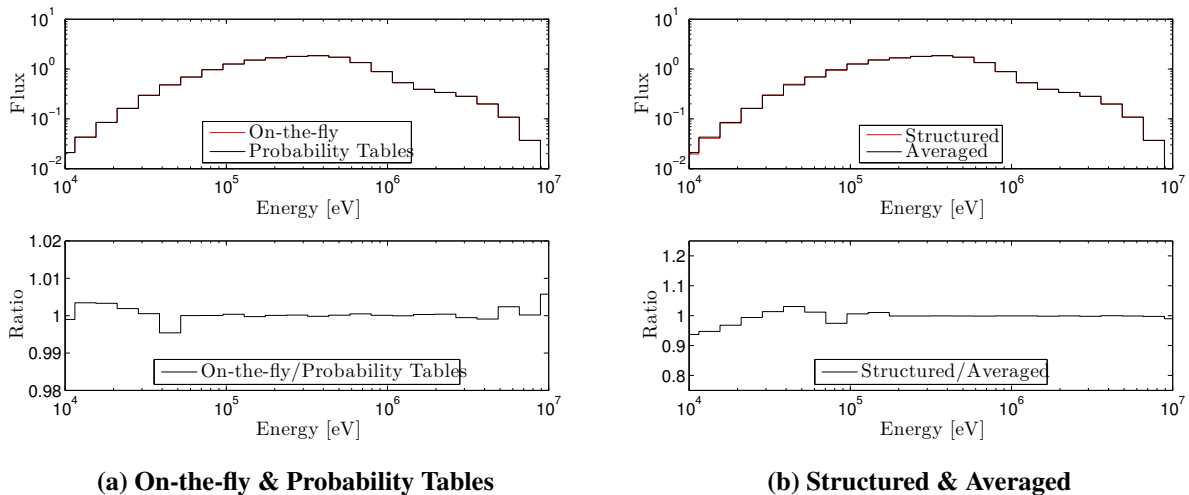 10^1
10^0
10^-1
10^-2
Flux
On-the-fly
Probability Tables
10^4 10^5 10^6 10^7
Energy [eV]
1.02
1.01
1
0.99
0.98
Ratio
On-the-fly/Probability Tables
10^4 10^5 10^6 10^7
Energy [eV]
(a) On-the-fly & Probability Tables
10^1
10^0
10^-1
10^-2
Flux
Structured
Averaged
10^4 10^5 10^6 10^7
Energy [eV]
1.2
1.1
1
0.9
0.8
Ratio
Structured/Averaged
10^4 10^5 10^6 10^7
Energy [eV]
(b) Structured & Averaged